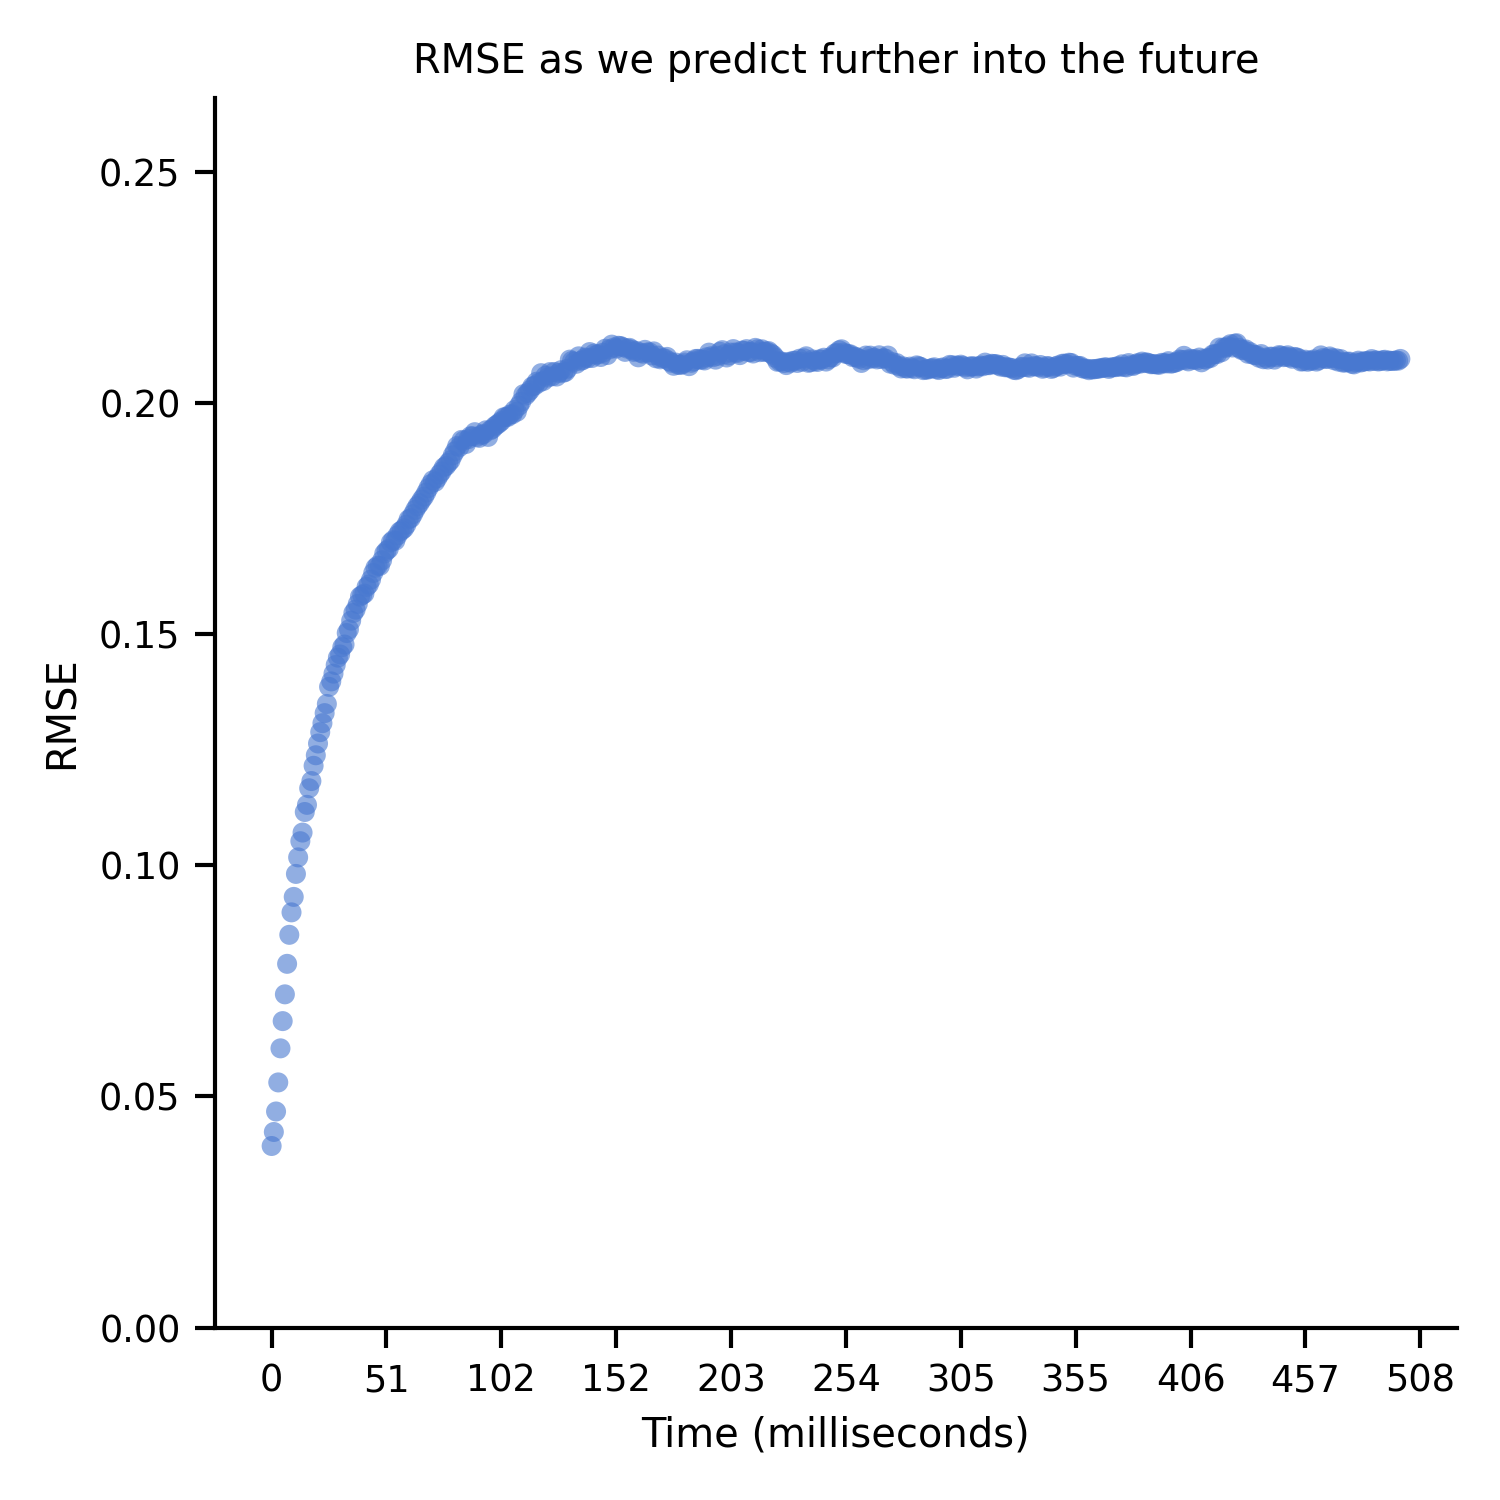 RMSE as we predict further into the future
0.25
0.20
0.15
0.10
0.05
0.00
RMSE
0 51 102 152 203 254 305 355 406 457 508
Time (milliseconds)